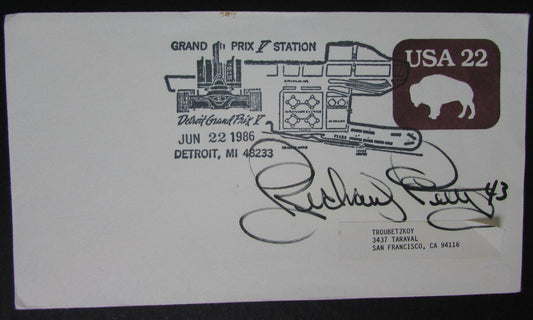 GRAND PRIX V STATION
USA 22
Detroit Grand Prix V
JUN 22 1986
DETROIT, MI 48233
Richard Petty 43
TROUBETZKOY
3437 TARAVAL
SAN FRANCISCO, CA 94116